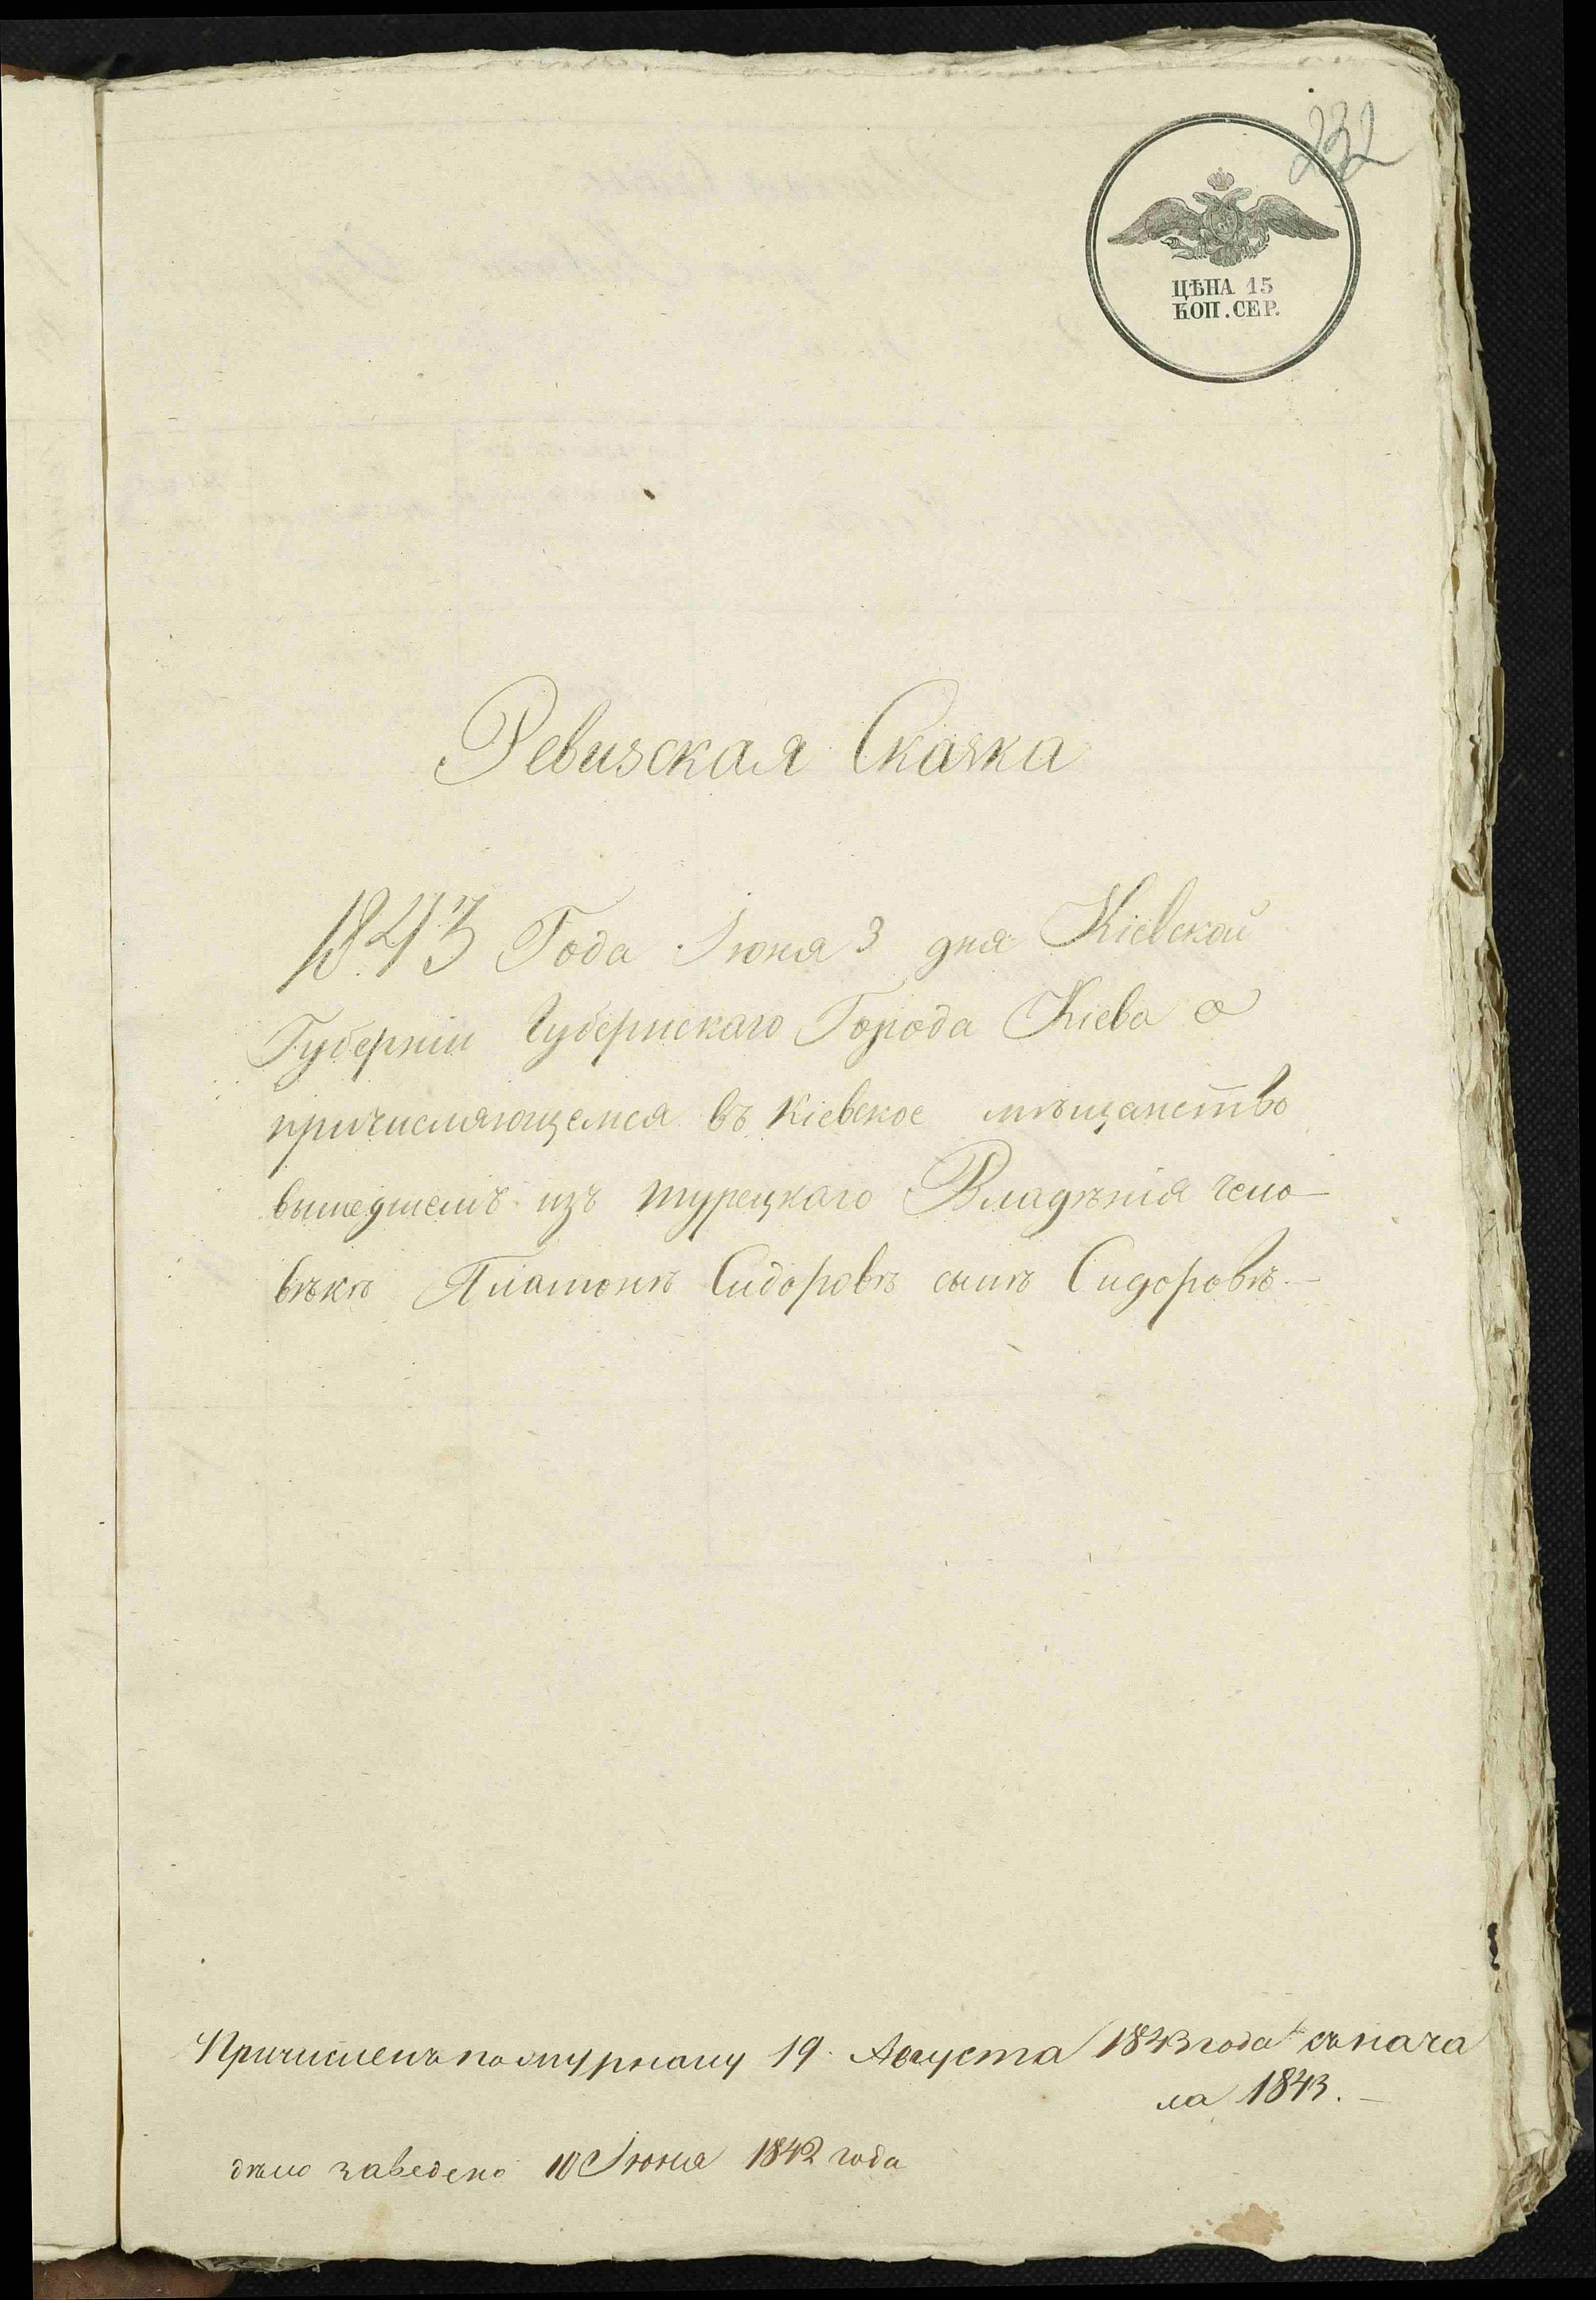 232
ЦѢНА 15
КОП. СЕР.
Ревизская Сказка
1843 Года Іюня 3 дня Кіевской
Губерніи Губернскаго Города Кіева о
причисляющемся въ Кіевское мѣщанство
вышедшемъ изъ турецкаго Владѣнія чело-
вѣкѣ Платонѣ Сидоровѣ сынѣ Сидоровѣ.—
Причисленъ по журналу 19. Августа 1843 года съ нача
ла 1843.—
дѣло заведено 10 Іюня 1842 года